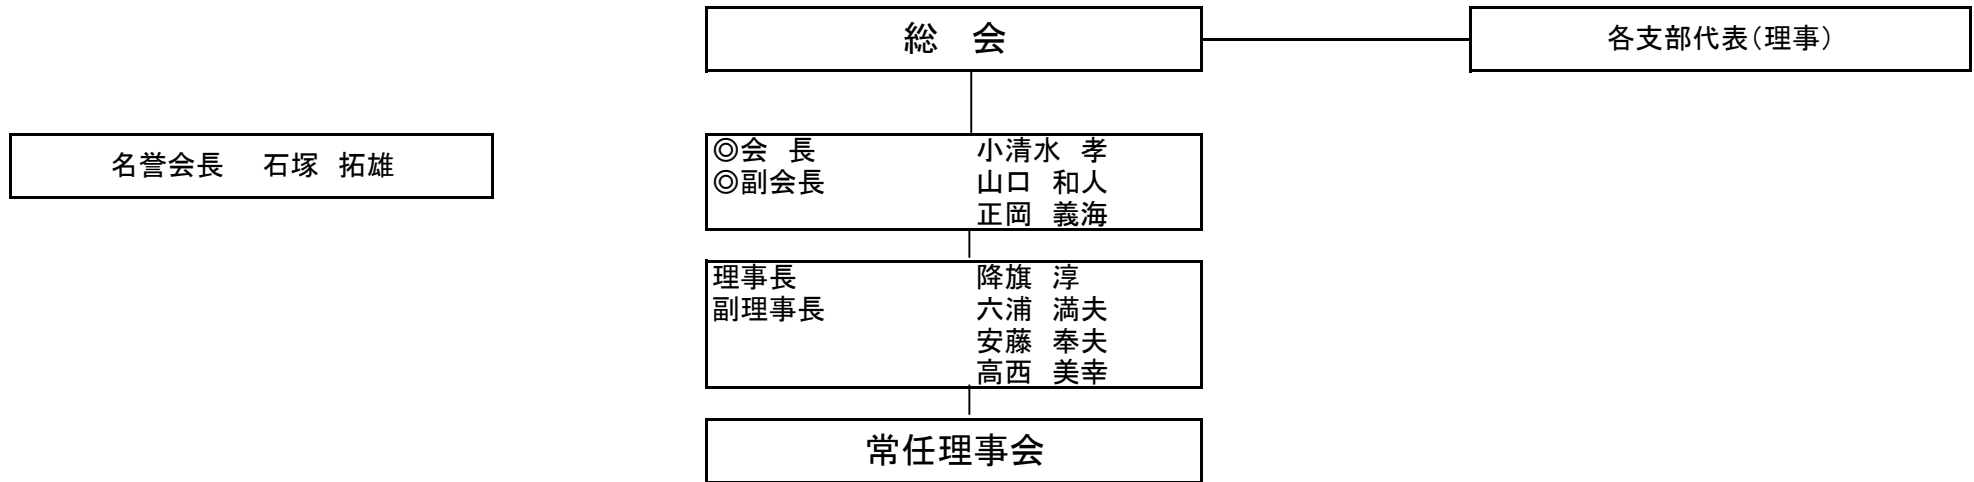 総　会
各支部代表（理事）
名誉会長　石塚　拓雄
◎会　長　小清水　孝
◎副会長　山口　和人
正岡　義海
理事長　降旗　淳
副理事長　六浦　満夫
安藤　奉夫
高西　美幸
常任理事会